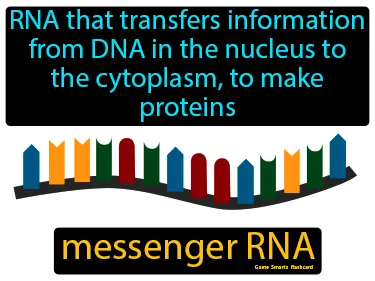 RNA that transfers information
from DNA in the nucleus to
the cytoplasm, to make
proteins
messenger RNA
Game Smartz flashcard